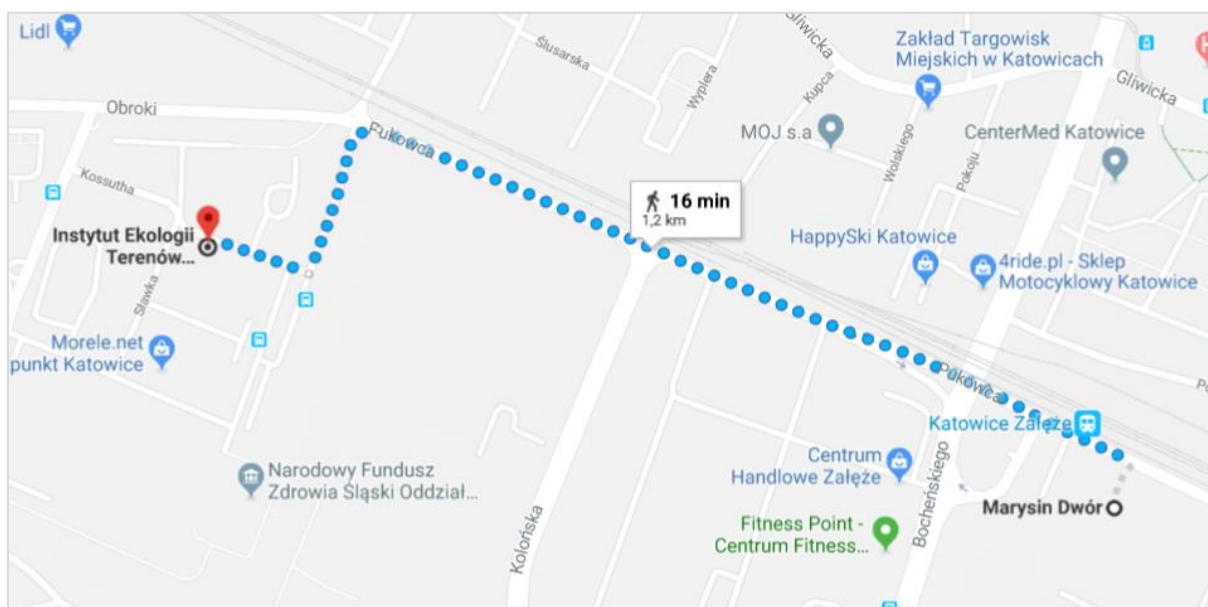 Lidl
Obroki
Kossutha
Sławka
Instytut Ekologii
Terenów...
Morele.net
punkt Katowice
Pukowca
Narodowy Fundusz
Zdrowia Śląski Oddział...
Ślusarska
Wyplera
Kupca
Gliwicka
Zakład Targowisk
Miejskich w Katowicach
Gliwicka
MOJ s.a
Wolskiego
Pokoju
CenterMed Katowice
16 min
1,2 km
HappySki Katowice
4ride.pl - Sklep
Motocyklowy Katowice
Kolońska
Pukowca
Katowice Załęże
Centrum
Handlowe Załęże
Bocheńskiego
Marysin Dwór
Fitness Point -
Centrum Fitness...